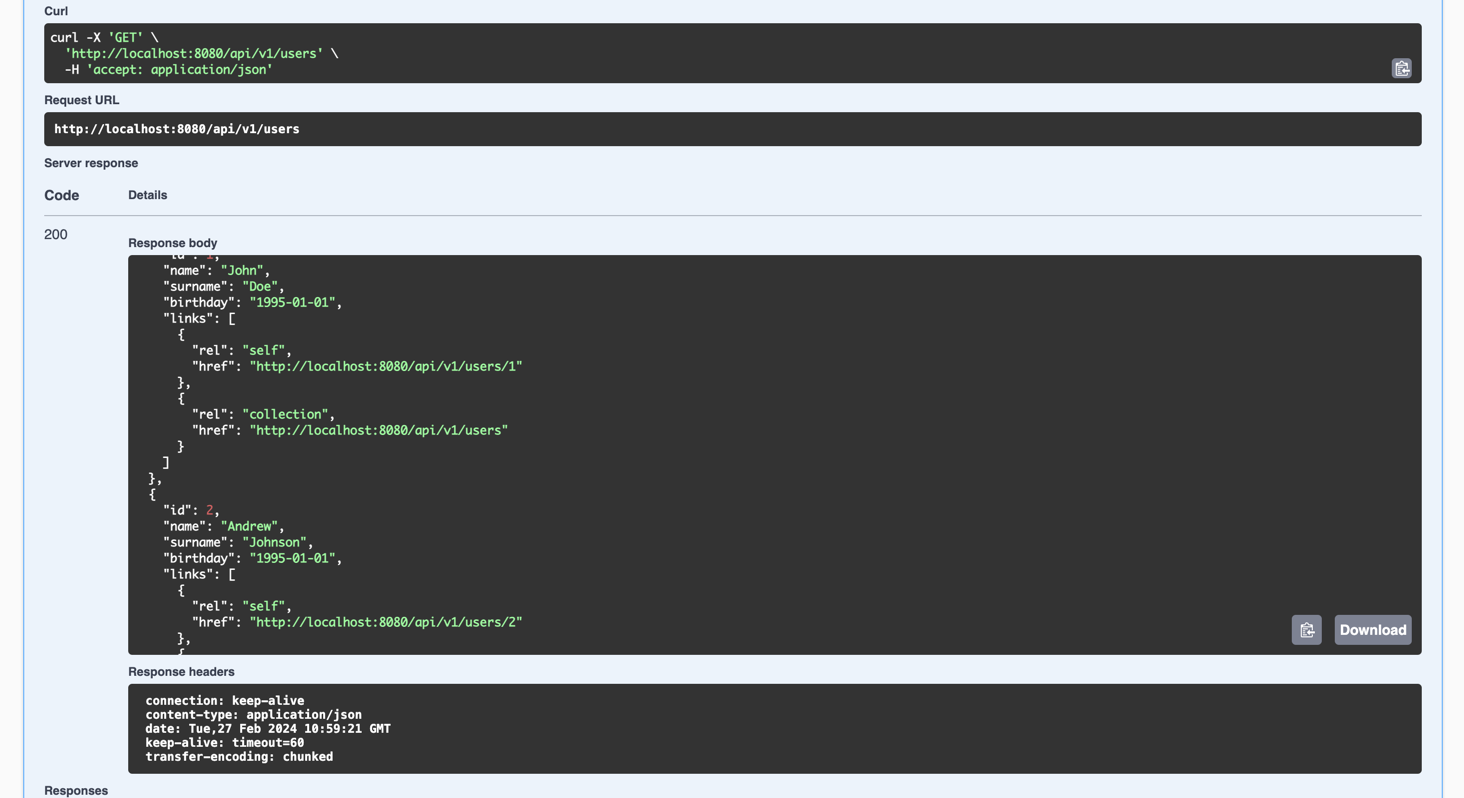 Curl
curl -X 'GET' \
  'http://localhost:8080/api/v1/users' \
  -H 'accept: application/json'
Request URL
http://localhost:8080/api/v1/users
Server response
Code Details
200
Response body
"id": 1,
"name": "John",
"surname": "Doe",
"birthday": "1995-01-01",
"links": [
{
"rel": "self",
"href": "http://localhost:8080/api/v1/users/1"
},
{
"rel": "collection",
"href": "http://localhost:8080/api/v1/users"
}
]
},
{
"id": 2,
"name": "Andrew",
"surname": "Johnson",
"birthday": "1995-01-01",
"links": [
{
"rel": "self",
"href": "http://localhost:8080/api/v1/users/2"
},
{
Download
Response headers
connection: keep-alive
content-type: application/json
date: Tue,27 Feb 2024 10:59:21 GMT
keep-alive: timeout=60
transfer-encoding: chunked
Responses